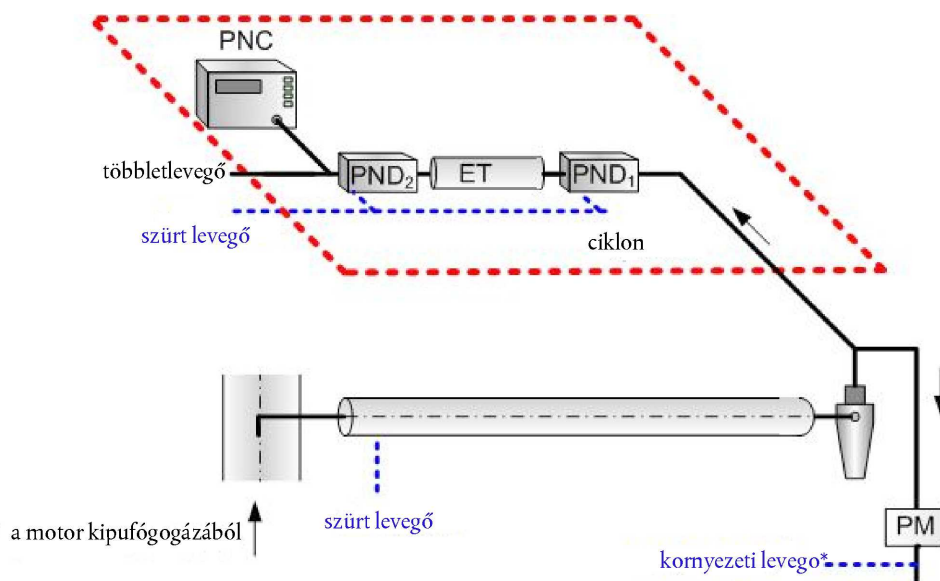 PNC
többletlevegő
PND₂
ET
PND₁
szürt levegő
ciklon
szürt levegő
a motor kipufógogázából
PM
kornyezeti levego*